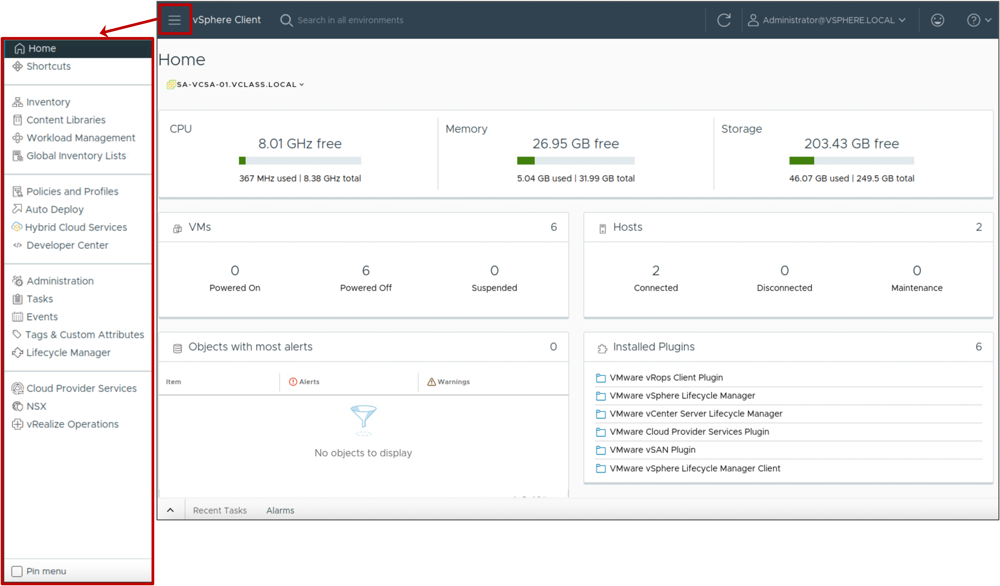 vSphere Client
Search in all environments
Administrator@VSPHERE.LOCAL
Home
Shortcuts
Inventory
Content Libraries
Workload Management
Global Inventory Lists
Policies and Profiles
Auto Deploy
Hybrid Cloud Services
Developer Center
Administration
Tasks
Events
Tags & Custom Attributes
Lifecycle Manager
Cloud Provider Services
NSX
vRealize Operations
Pin menu
Home
SA-VCSA-01.VCLASS.LOCAL
CPU
8.01 GHz free
367 MHz used | 8.38 GHz total
Memory
26.95 GB free
5.04 GB used | 31.99 GB total
Storage
203.43 GB free
46.07 GB used | 249.5 GB total
VMs 6
0 6 0
Powered On Powered Off Suspended
Hosts 2
2 0 0
Connected Disconnected Maintenance
Objects with most alerts 0
Item Alerts Warnings
No objects to display
Installed Plugins 6
VMware vRops Client Plugin
VMware vSphere Lifecycle Manager
VMware vCenter Server Lifecycle Manager
VMware Cloud Provider Services Plugin
VMware vSAN Plugin
VMware vSphere Lifecycle Manager Client
Recent Tasks Alarms